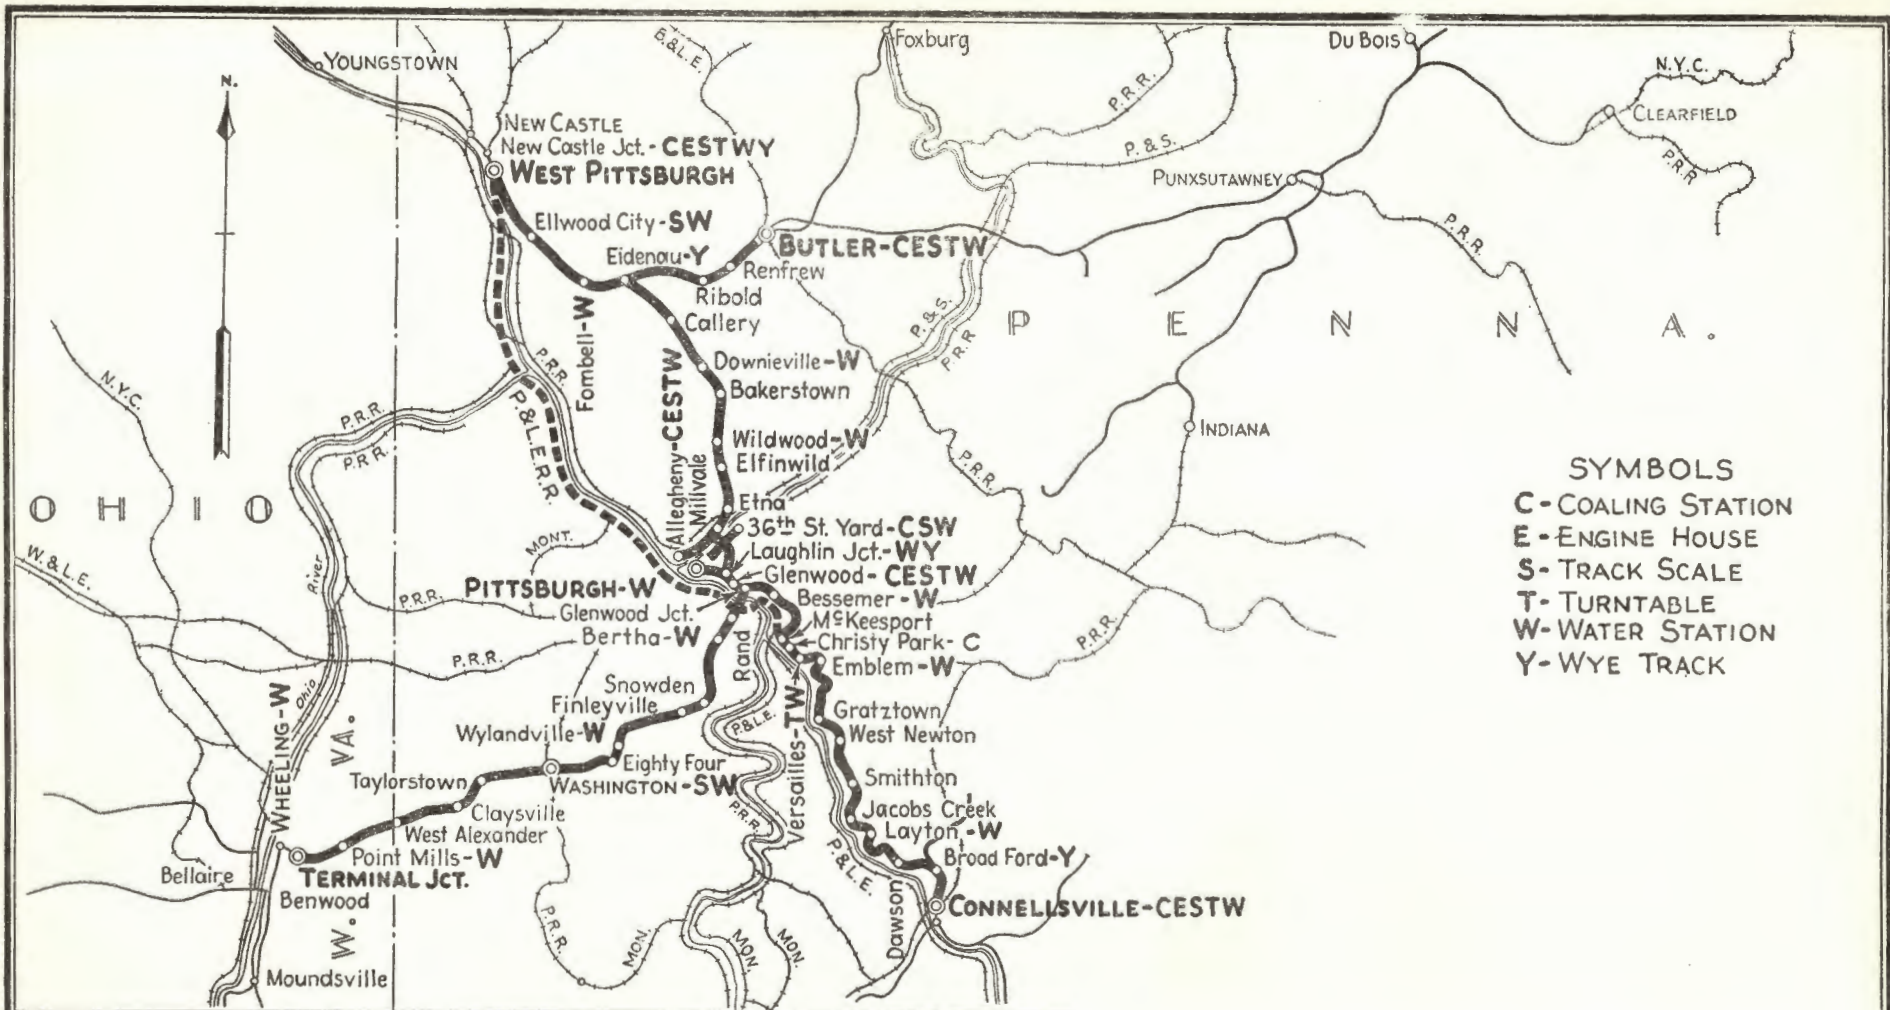 YOUNGSTOWN
B.&L.E.
Foxburg
DU BOIS
N.Y.C.
CLEARFIELD
P.R.R
N.
P.R.R.
NEW CASTLE
New Castle Jct.-CESTWY
WEST PITTSBURGH
P.&S.
PUNXSUTAWNEY
P.R.R.
Ellwood City-SW
Eidenau-Y
BUTLER-CESTW
Renfrew
Ribold
Callery
P.&S.
P.R.R
PENNA.
Fombell-W
P.R.R.
P.&L.E.R.R.
Downieville-W
Bakerstown
N.Y.C.
P.R.R.
P.R.R.
Allegheny-CESTW
Millvale
Wildwood-W
Elfinwild
INDIANA
P.R.R.
OHIO
Etna
36th St. Yard-CSW
Laughlin Jct.-WY
Glenwood-CESTW
MONT.
W.&L.E.
River
P.R.R.
PITTSBURGH-W
Bessemer-W
Glenwood Jct.
McKeesport
Bertha-W
Christy Park-C
P.R.R.
Rand
Emblem-W
P.R.R.
Ohio
Snowden
Finleyville
Gratztown
West Newton
P.&L.E.
Versailles-TW
WHEELING-W
W. VA.
Wylandville-W
Eighty Four
Taylorstown
WASHINGTON-SW
Smithton
P.R.R.
Claysville
Jacobs Creek
West Alexander
Layton-W
Point Mills-W
P.&L.E.
Broad Ford-Y
Bellaire
TERMINAL JCT.
Benwood
Dawson
CONNELLSVILLE-CESTW
P.R.R.
MON.
MON.
MON.
Moundsville
SYMBOLS
C-COALING STATION
E-ENGINE HOUSE
S-TRACK SCALE
T-TURNTABLE
W-WATER STATION
Y-WYE TRACK